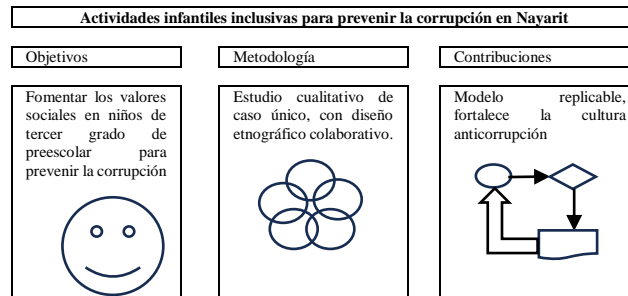 Actividades infantiles inclusivas para prevenir la corrupción en Nayarit
Objetivos
Metodología
Contribuciones
Fomentar los valores
sociales en niños de
tercer grado de
preescolar para
prevenir la corrupción
Estudio cualitativo de
caso único, con diseño
etnográfico colaborativo.
Modelo replicable,
fortalece la cultura
anticorrupción